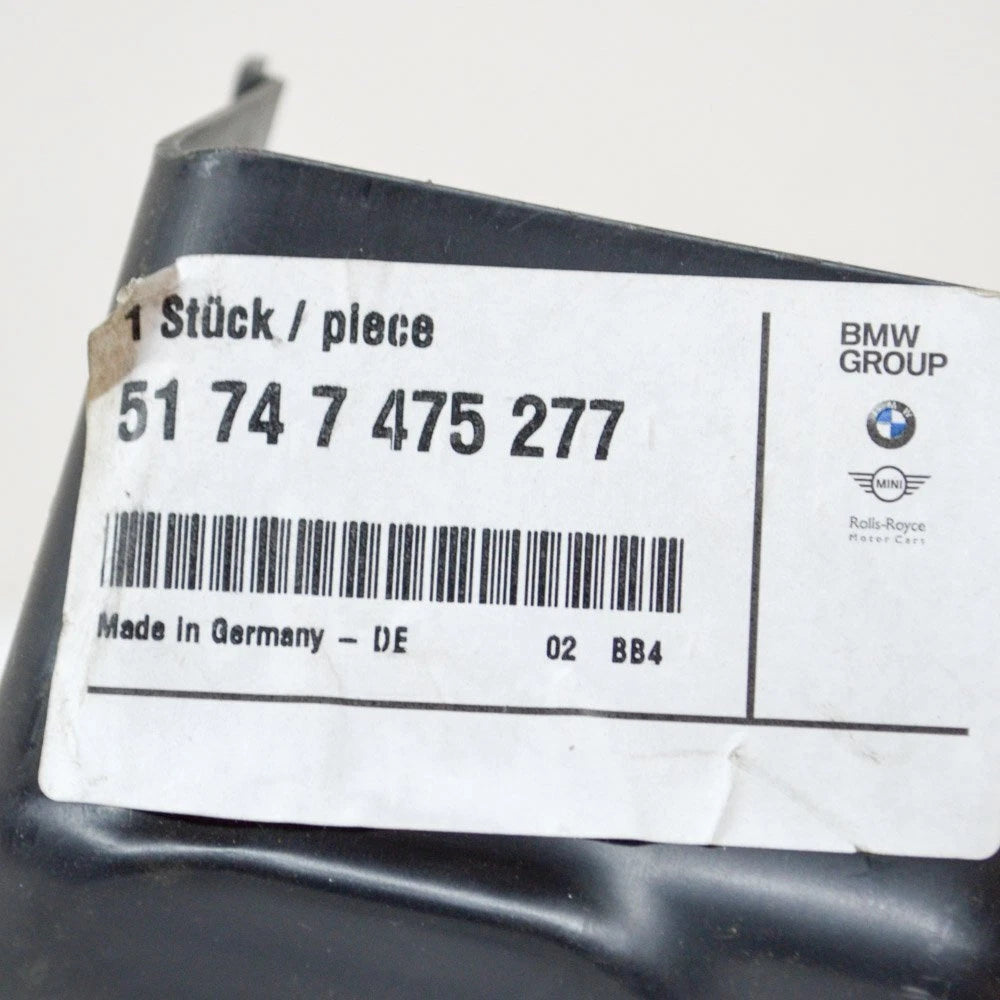 1 Stück / piece
51 74 7 475 277
Made in Germany – DE 02 BB4
BMW
GROUP
MINI
Rolls-Royce
Motor Cars